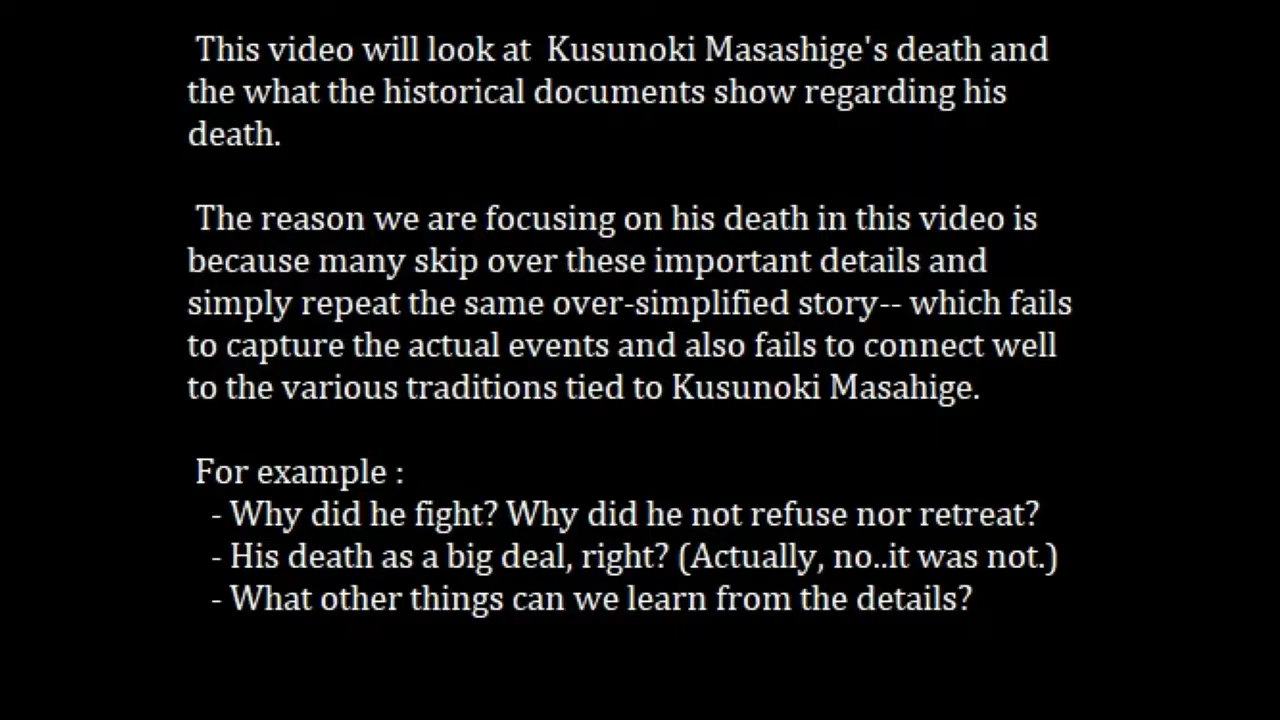 This video will look at  Kusunoki Masashige's death and
the what the historical documents show regarding his
death.
The reason we are focusing on his death in this video is
because many skip over these important details and
simply repeat the same over-simplified story-- which fails
to capture the actual events and also fails to connect well
to the various traditions tied to Kusunoki Masahige.
For example :
- Why did he fight? Why did he not refuse nor retreat?
- His death as a big deal, right? (Actually, no..it was not.)
- What other things can we learn from the details?